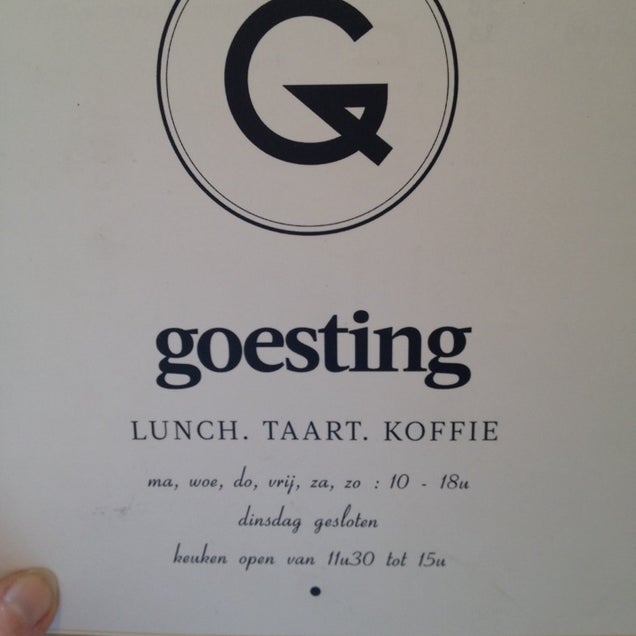 G
goesting
LUNCH. TAART. KOFFIE
ma, woe, do, vrij, za, zo : 10 - 18u
dinsdag gesloten
keuken open van 11u30 tot 15u